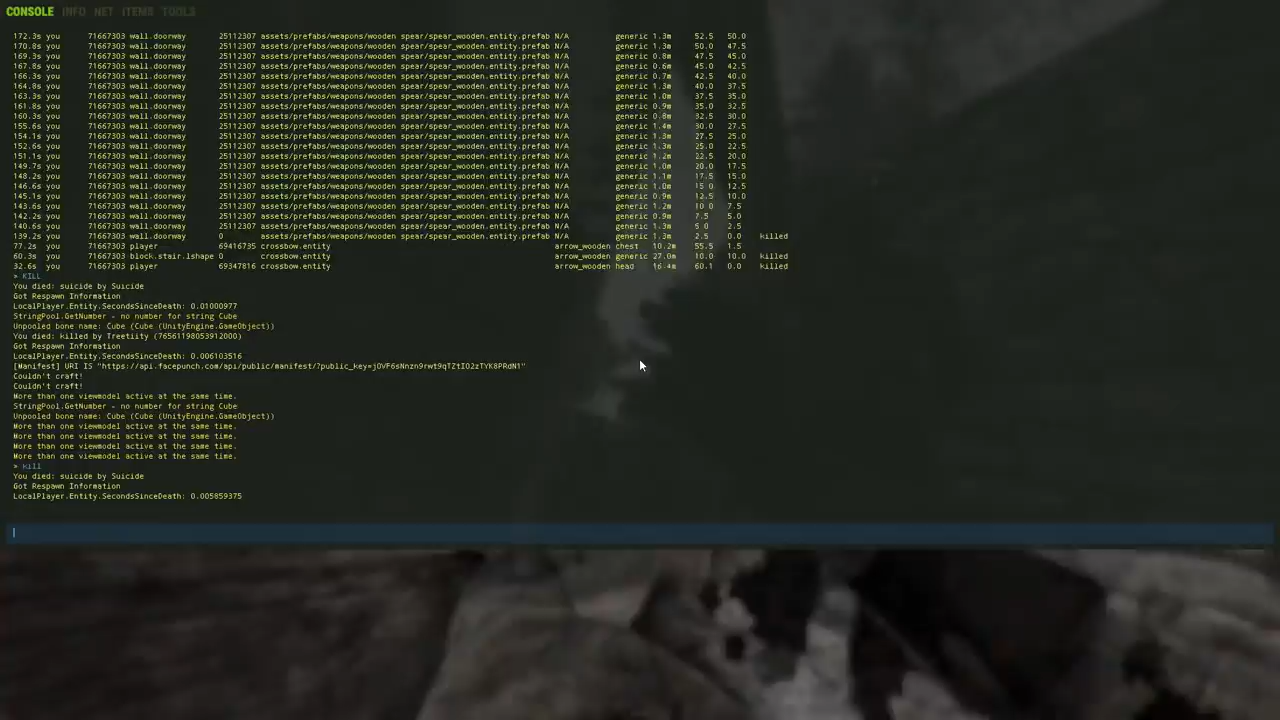 CONSOLE INFO NET ITEMS TOOLS
172.3s you 71667303 wall.doorway 25112307 assets/prefabs/weapons/wooden spear/spear_wooden.entity.prefab N/A generic 1.3m 52.5 50.0
170.8s you 71667303 wall.doorway 25112307 assets/prefabs/weapons/wooden spear/spear_wooden.entity.prefab N/A generic 1.3m 50.0 47.5
169.3s you 71667303 wall.doorway 25112307 assets/prefabs/weapons/wooden spear/spear_wooden.entity.prefab N/A generic 0.8m 47.5 45.0
167.8s you 71667303 wall.doorway 25112307 assets/prefabs/weapons/wooden spear/spear_wooden.entity.prefab N/A generic 0.6m 45.0 42.5
166.3s you 71667303 wall.doorway 25112307 assets/prefabs/weapons/wooden spear/spear_wooden.entity.prefab N/A generic 0.7m 42.5 40.0
164.8s you 71667303 wall.doorway 25112307 assets/prefabs/weapons/wooden spear/spear_wooden.entity.prefab N/A generic 1.3m 40.0 37.5
163.3s you 71667303 wall.doorway 25112307 assets/prefabs/weapons/wooden spear/spear_wooden.entity.prefab N/A generic 1.0m 37.5 35.0
161.8s you 71667303 wall.doorway 25112307 assets/prefabs/weapons/wooden spear/spear_wooden.entity.prefab N/A generic 0.9m 35.0 32.5
160.3s you 71667303 wall.doorway 25112307 assets/prefabs/weapons/wooden spear/spear_wooden.entity.prefab N/A generic 0.8m 32.5 30.0
155.6s you 71667303 wall.doorway 25112307 assets/prefabs/weapons/wooden spear/spear_wooden.entity.prefab N/A generic 1.4m 30.0 27.5
154.1s you 71667303 wall.doorway 25112307 assets/prefabs/weapons/wooden spear/spear_wooden.entity.prefab N/A generic 1.3m 27.5 25.0
152.6s you 71667303 wall.doorway 25112307 assets/prefabs/weapons/wooden spear/spear_wooden.entity.prefab N/A generic 1.3m 25.0 22.5
151.1s you 71667303 wall.doorway 25112307 assets/prefabs/weapons/wooden spear/spear_wooden.entity.prefab N/A generic 1.2m 22.5 20.0
149.7s you 71667303 wall.doorway 25112307 assets/prefabs/weapons/wooden spear/spear_wooden.entity.prefab N/A generic 1.0m 20.0 17.5
148.2s you 71667303 wall.doorway 25112307 assets/prefabs/weapons/wooden spear/spear_wooden.entity.prefab N/A generic 1.1m 17.5 15.0
146.6s you 71667303 wall.doorway 25112307 assets/prefabs/weapons/wooden spear/spear_wooden.entity.prefab N/A generic 1.0m 15.0 12.5
145.1s you 71667303 wall.doorway 25112307 assets/prefabs/weapons/wooden spear/spear_wooden.entity.prefab N/A generic 0.9m 12.5 10.0
143.6s you 71667303 wall.doorway 25112307 assets/prefabs/weapons/wooden spear/spear_wooden.entity.prefab N/A generic 1.2m 10.0 7.5
142.2s you 71667303 wall.doorway 25112307 assets/prefabs/weapons/wooden spear/spear_wooden.entity.prefab N/A generic 0.9m 7.5 5.0
140.6s you 71667303 wall.doorway 25112307 assets/prefabs/weapons/wooden spear/spear_wooden.entity.prefab N/A generic 1.3m 5.0 2.5
139.2s you 71667303 wall.doorway 0 assets/prefabs/weapons/wooden spear/spear_wooden.entity.prefab N/A generic 1.3m 2.5 0.0 killed
77.2s you 71667303 player 69416735 crossbow.entity arrow_wooden chest 10.2m 55.5 1.5
60.3s you 71667303 block.stair.lshape 0 crossbow.entity arrow_wooden generic 27.0m 10.0 10.0 killed
32.6s you 71667303 player 69347816 crossbow.entity arrow_wooden head 16.4m 60.1 0.0 killed
> KILL
You died: suicide by Suicide
Got Respawn Information
LocalPlayer.Entity.SecondsSinceDeath: 0.01000977
StringPool.GetNumber - no number for string Cube
Unpooled bone name: Cube (Cube (UnityEngine.GameObject))
You died: killed by Treetiity (76561198053912000)
Got Respawn Information
LocalPlayer.Entity.SecondsSinceDeath: 0.006103516
[Manifest] URI IS "https://api.facepunch.com/api/public/manifest/?public_key=jOVF6sNnzn9rwt9qTZtIO2zTYK8PRdN1"
Couldn't craft!
Couldn't craft!
More than one viewmodel active at the same time.
StringPool.GetNumber - no number for string Cube
Unpooled bone name: Cube (Cube (UnityEngine.GameObject))
More than one viewmodel active at the same time.
More than one viewmodel active at the same time.
More than one viewmodel active at the same time.
More than one viewmodel active at the same time.
> kill
You died: suicide by Suicide
Got Respawn Information
LocalPlayer.Entity.SecondsSinceDeath: 0.005859375